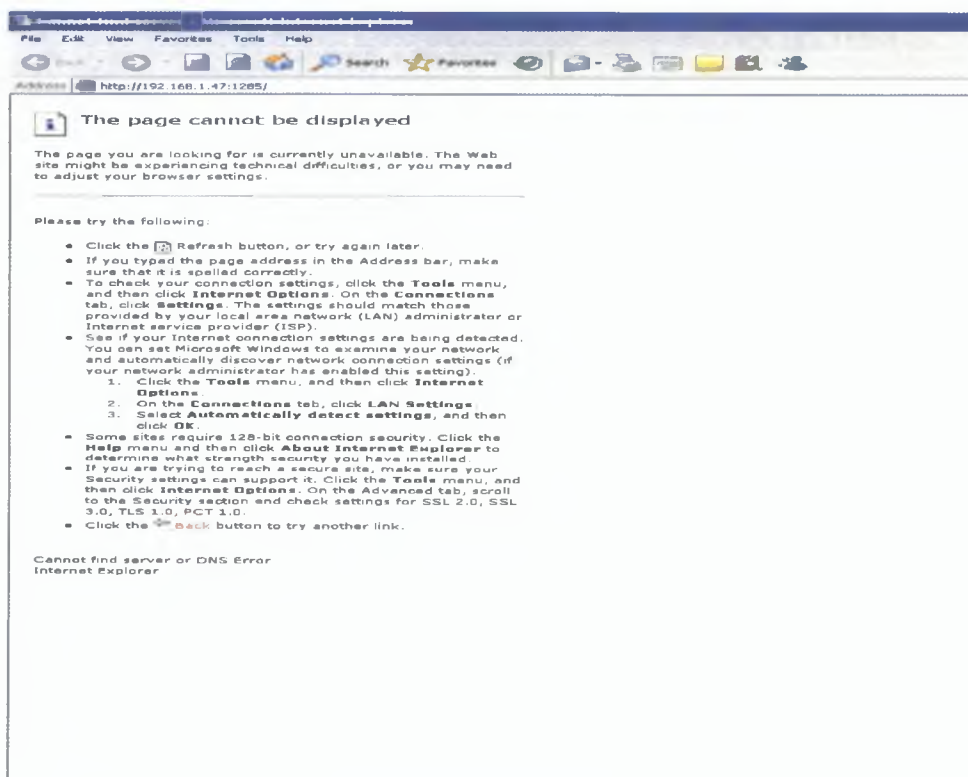 Cannot find server - Microsoft Internet Explorer
File Edit View Favorites Tools Help
Search Favorites
Address http://192.168.1.47:1285/
The page cannot be displayed
The page you are looking for is currently unavailable. The Web
site might be experiencing technical difficulties, or you may need
to adjust your browser settings.
Please try the following:
Click the Refresh button, or try again later.
If you typed the page address in the Address bar, make
sure that it is spelled correctly.
To check your connection settings, click the Tools menu,
and then click Internet Options. On the Connections
tab, click Settings. The settings should match those
provided by your local area network (LAN) administrator or
Internet service provider (ISP).
See if your Internet connection settings are being detected.
You can set Microsoft Windows to examine your network
and automatically discover network connection settings (if
your network administrator has enabled this setting).
1. Click the Tools menu, and then click Internet
Options.
2. On the Connections tab, click LAN Settings.
3. Select Automatically detect settings, and then
click OK.
Some sites require 128-bit connection security. Click the
Help menu and then click About Internet Explorer to
determine what strength security you have installed.
If you are trying to reach a secure site, make sure your
Security settings can support it. Click the Tools menu, and
then click Internet Options. On the Advanced tab, scroll
to the Security section and check settings for SSL 2.0, SSL
3.0, TLS 1.0, PCT 1.0.
Click the Back button to try another link.
Cannot find server or DNS Error
Internet Explorer